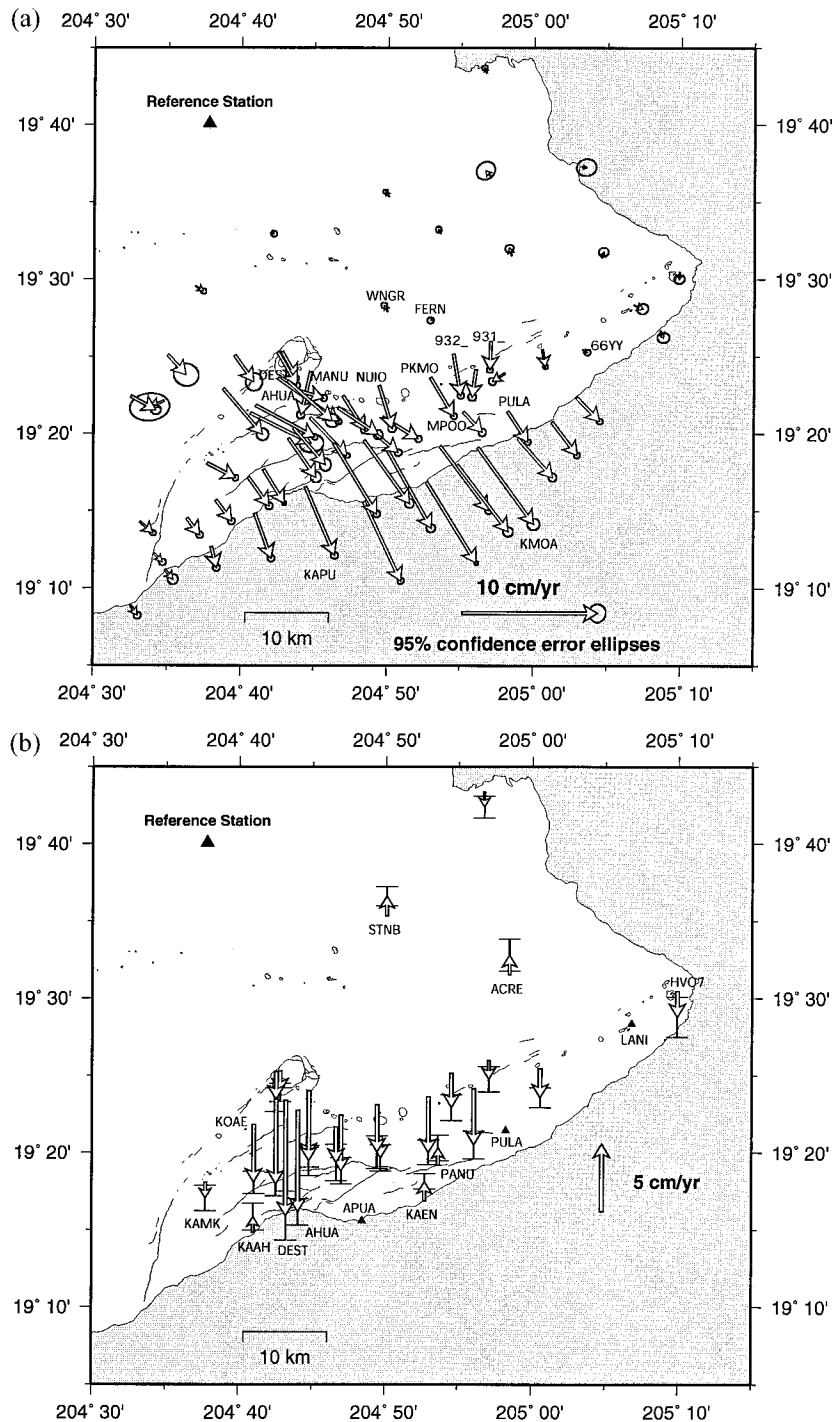 (a)
204° 30' 204° 40' 204° 50' 205° 00' 205° 10'
Reference Station
19° 40' 19° 40'
19° 30' 19° 30'
WNGR
FERN
932_ 931_
66YY
DEST MANU NUIO PKMO
AHUA PULA
MPOO
19° 20' 19° 20'
KMOA
KAPU
10 cm/yr
19° 10' 19° 10'
10 km
95% confidence error ellipses
204° 30' 204° 40' 204° 50' 205° 00' 205° 10'
(b)
204° 30' 204° 40' 204° 50' 205° 00' 205° 10'
Reference Station
19° 40' 19° 40'
STNB
ACRE
HVO7
19° 30' 19° 30'
LANI
KOAE
19° 20' 19° 20'
PULA
PANU
5 cm/yr
KAMK
KAEN
APUA
AHUA
KAAH DEST
19° 10' 19° 10'
10 km
204° 30' 204° 40' 204° 50' 205° 00' 205° 10'